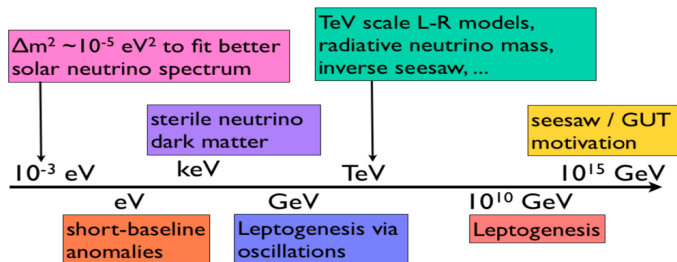 Δm² ~10⁻⁵ eV² to fit better
solar neutrino spectrum
TeV scale L-R models,
radiative neutrino mass,
inverse seesaw, ...
sterile neutrino
dark matter
seesaw / GUT
motivation
10⁻³ eV
keV
TeV
10¹⁵ GeV
eV
GeV
10¹⁰ GeV
short-baseline
anomalies
Leptogenesis via
oscillations
Leptogenesis